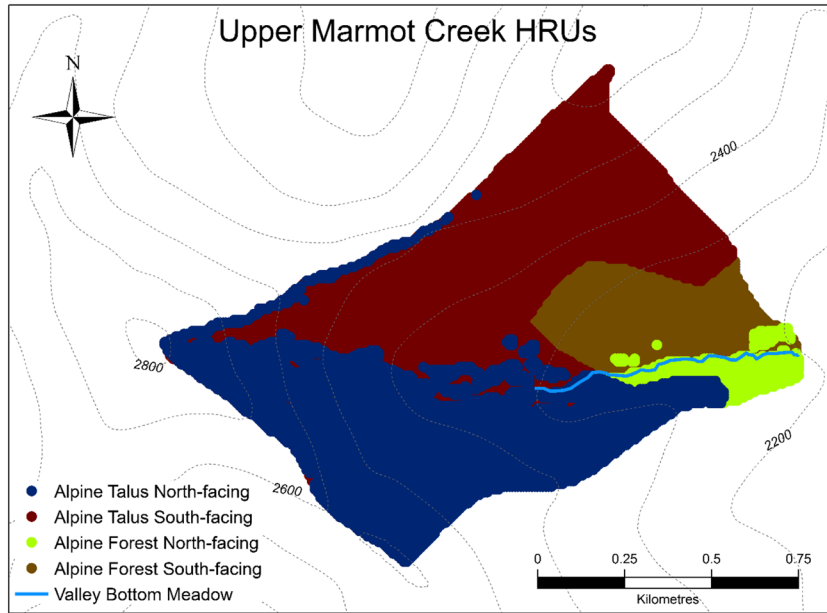 Upper Marmot Creek HRUs
N
2400
2800
2200
2600
Alpine Talus North-facing
Alpine Talus South-facing
Alpine Forest North-facing
Alpine Forest South-facing
Valley Bottom Meadow
0 0.25 0.5 0.75
Kilometres